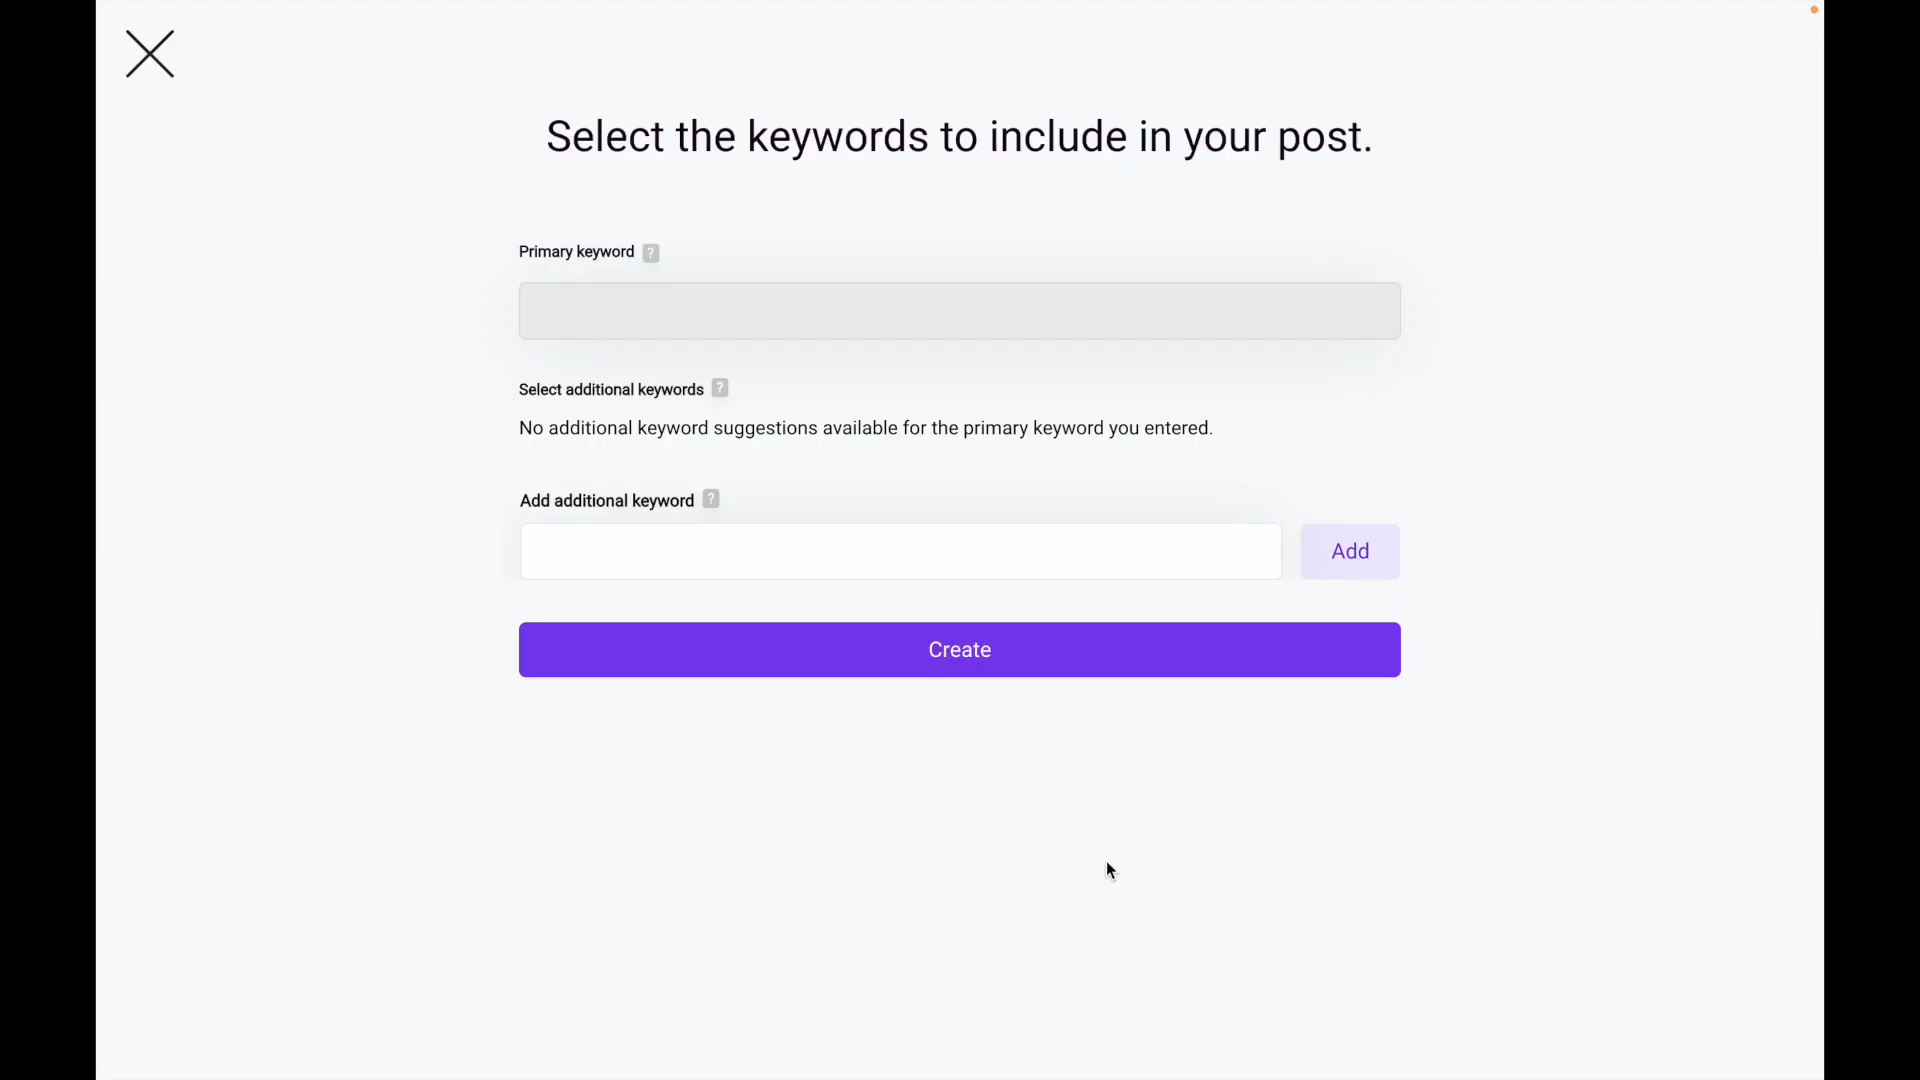 Select the keywords to include in your post.
Primary keyword ?
Select additional keywords ?
No additional keyword suggestions available for the primary keyword you entered.
Add additional keyword ?
Add
Create